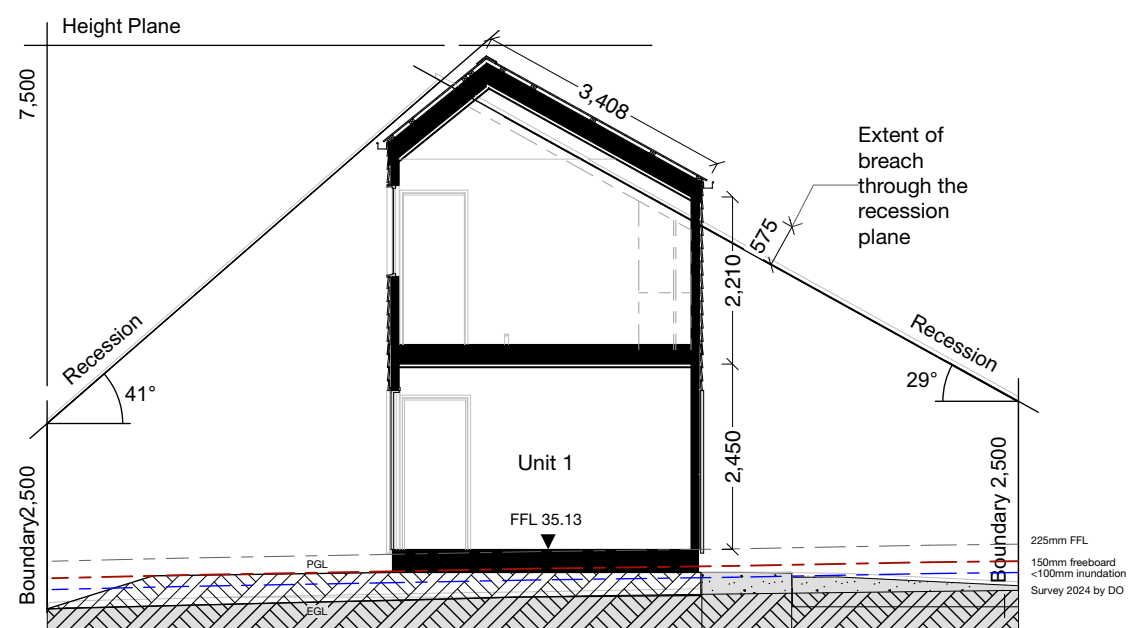 Height Plane
7,500
3,408
Extent of
breach
through the
recession
plane
575
2,210
Recession
Recession
41°
29°
2,450
Unit 1
FFL 35.13
Boundary2,500
Boundary 2,500
PGL
EGL
225mm FFL
150mm freeboard
<100mm inundation
Survey 2024 by DO